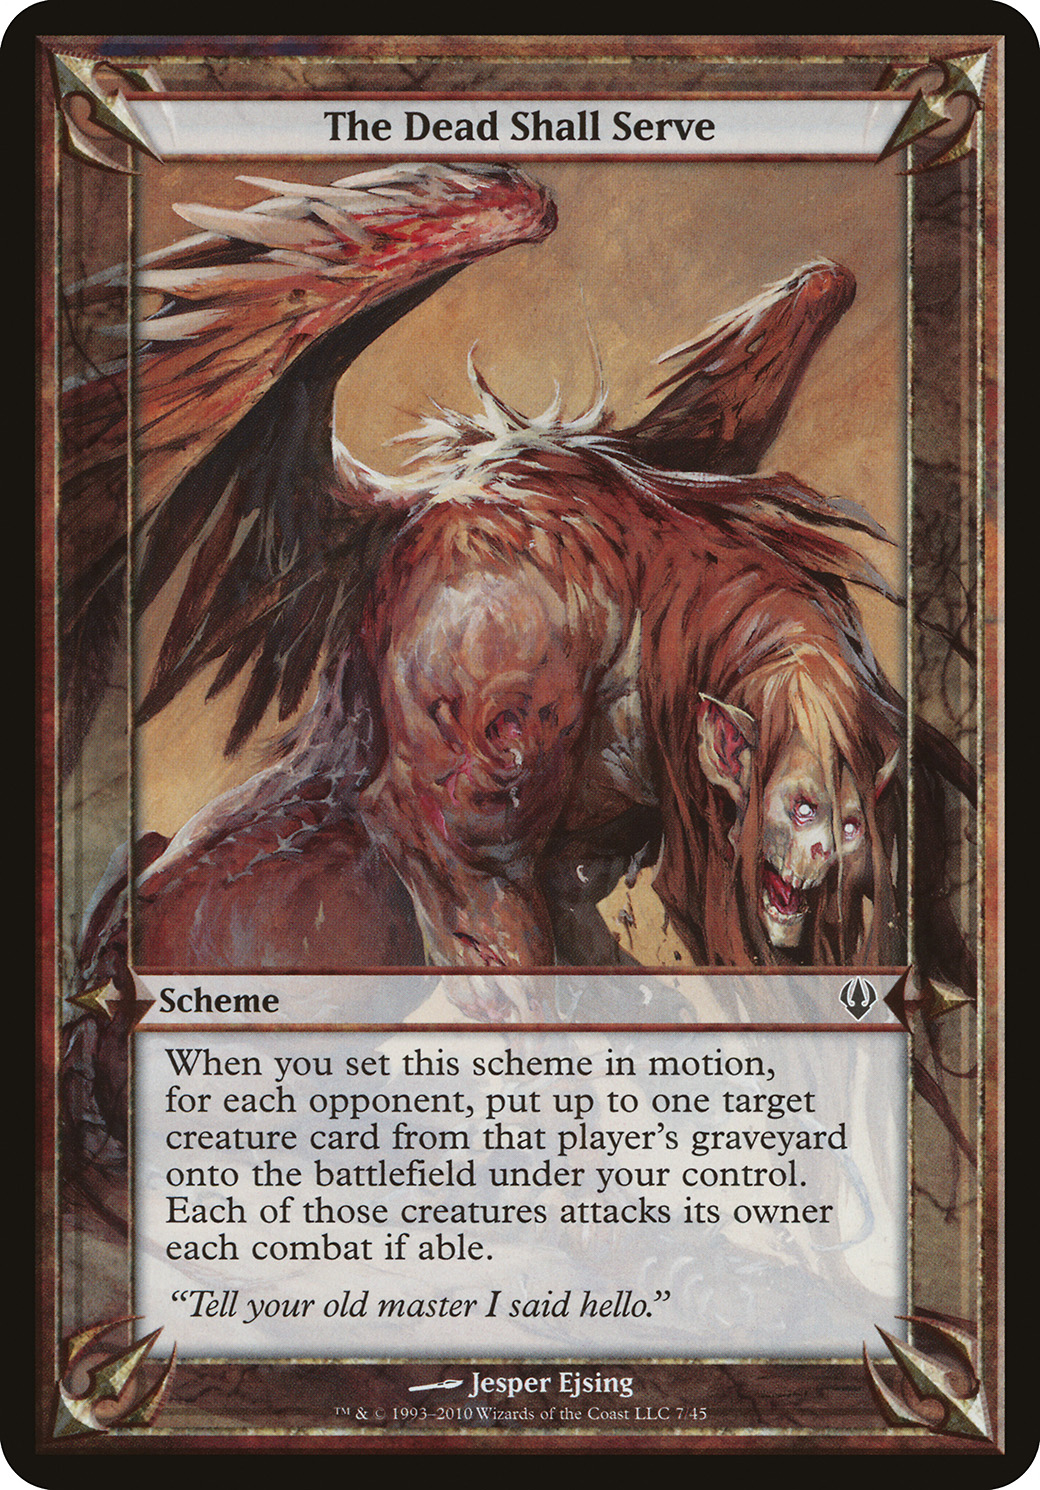 The Dead Shall Serve
Scheme
When you set this scheme in motion,
for each opponent, put up to one target
creature card from that player's graveyard
onto the battlefield under your control.
Each of those creatures attacks its owner
each combat if able.
“Tell your old master I said hello.”
Jesper Ejsing
™ & © 1993–2010 Wizards of the Coast LLC 7/45